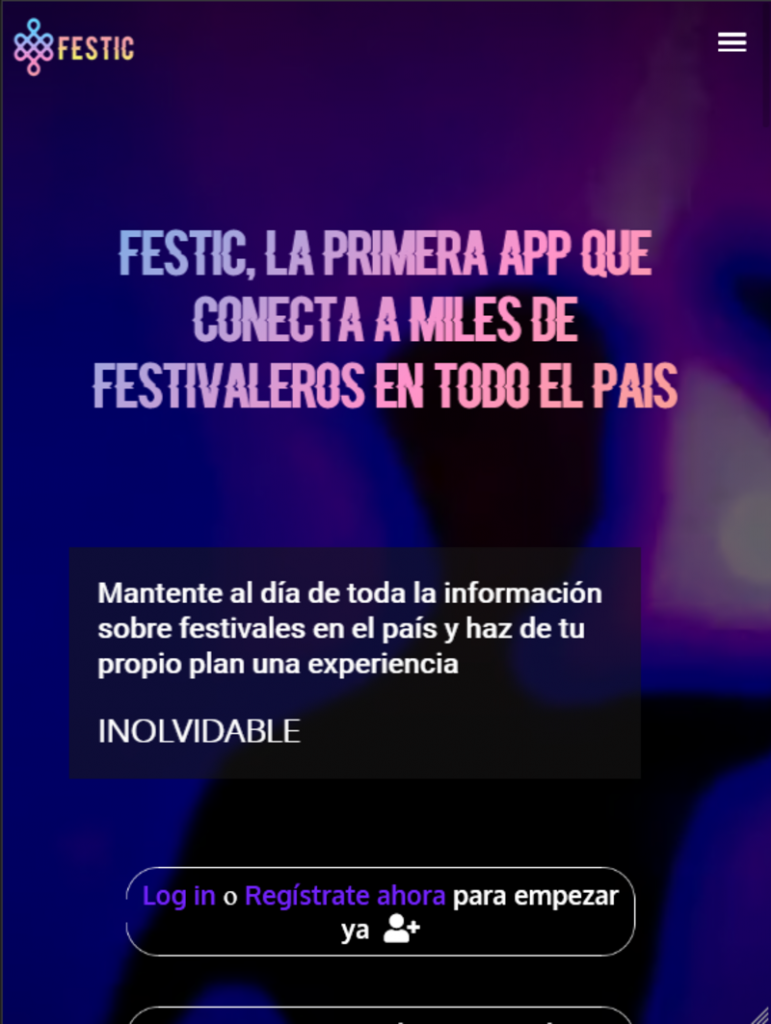 FESTIC
FESTIC, LA PRIMERA APP QUE
CONECTA A MILES DE
FESTIVALEROS EN TODO EL PAIS
Mantente al día de toda la información
sobre festivales en el país y haz de tu
propio plan una experiencia
INOLVIDABLE
Log in o Regístrate ahora para empezar
ya